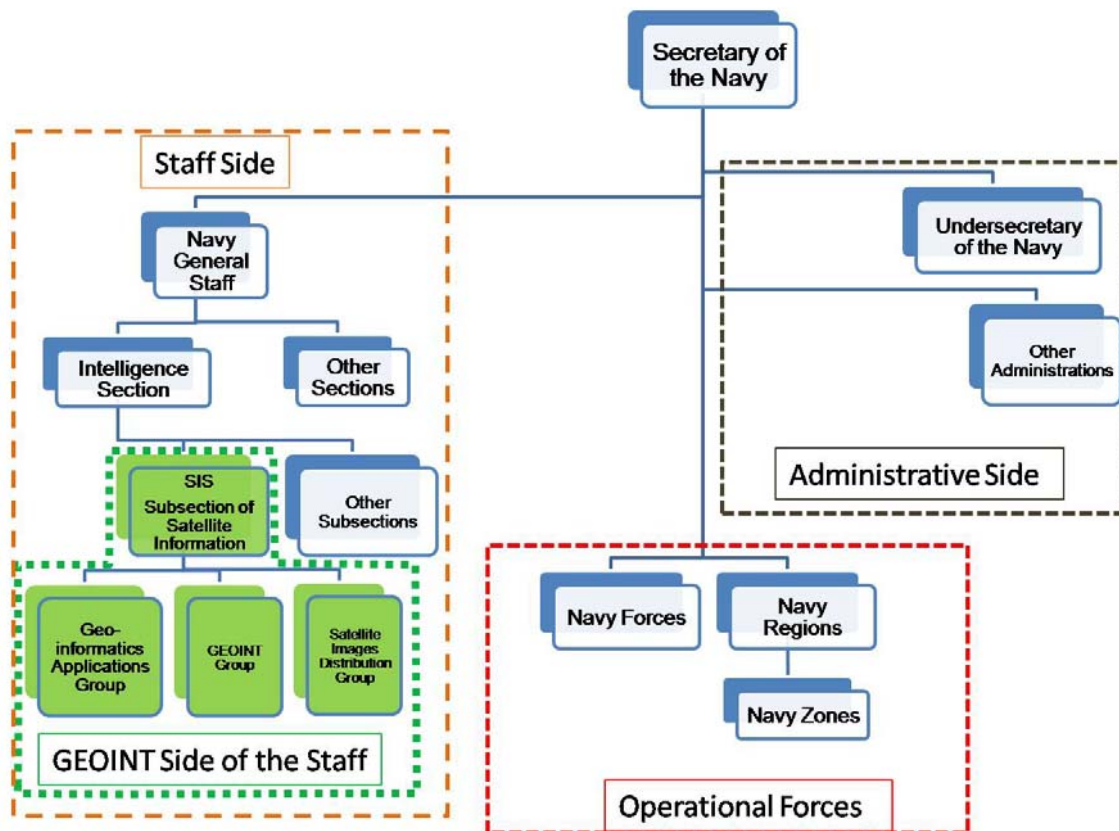 Secretary of
the Navy
Staff Side
Undersecretary
of the Navy
Navy
General
Staff
Other
Administrations
Intelligence
Section
Other
Sections
Administrative Side
SIS
Subsection of
Satellite
Information
Other
Subsections
Geo-
informatics
Applications
Group
GEOINT
Group
Satellite
Images
Distribution
Group
GEOINT Side of the Staff
Navy Forces
Navy
Regions
Navy Zones
Operational Forces